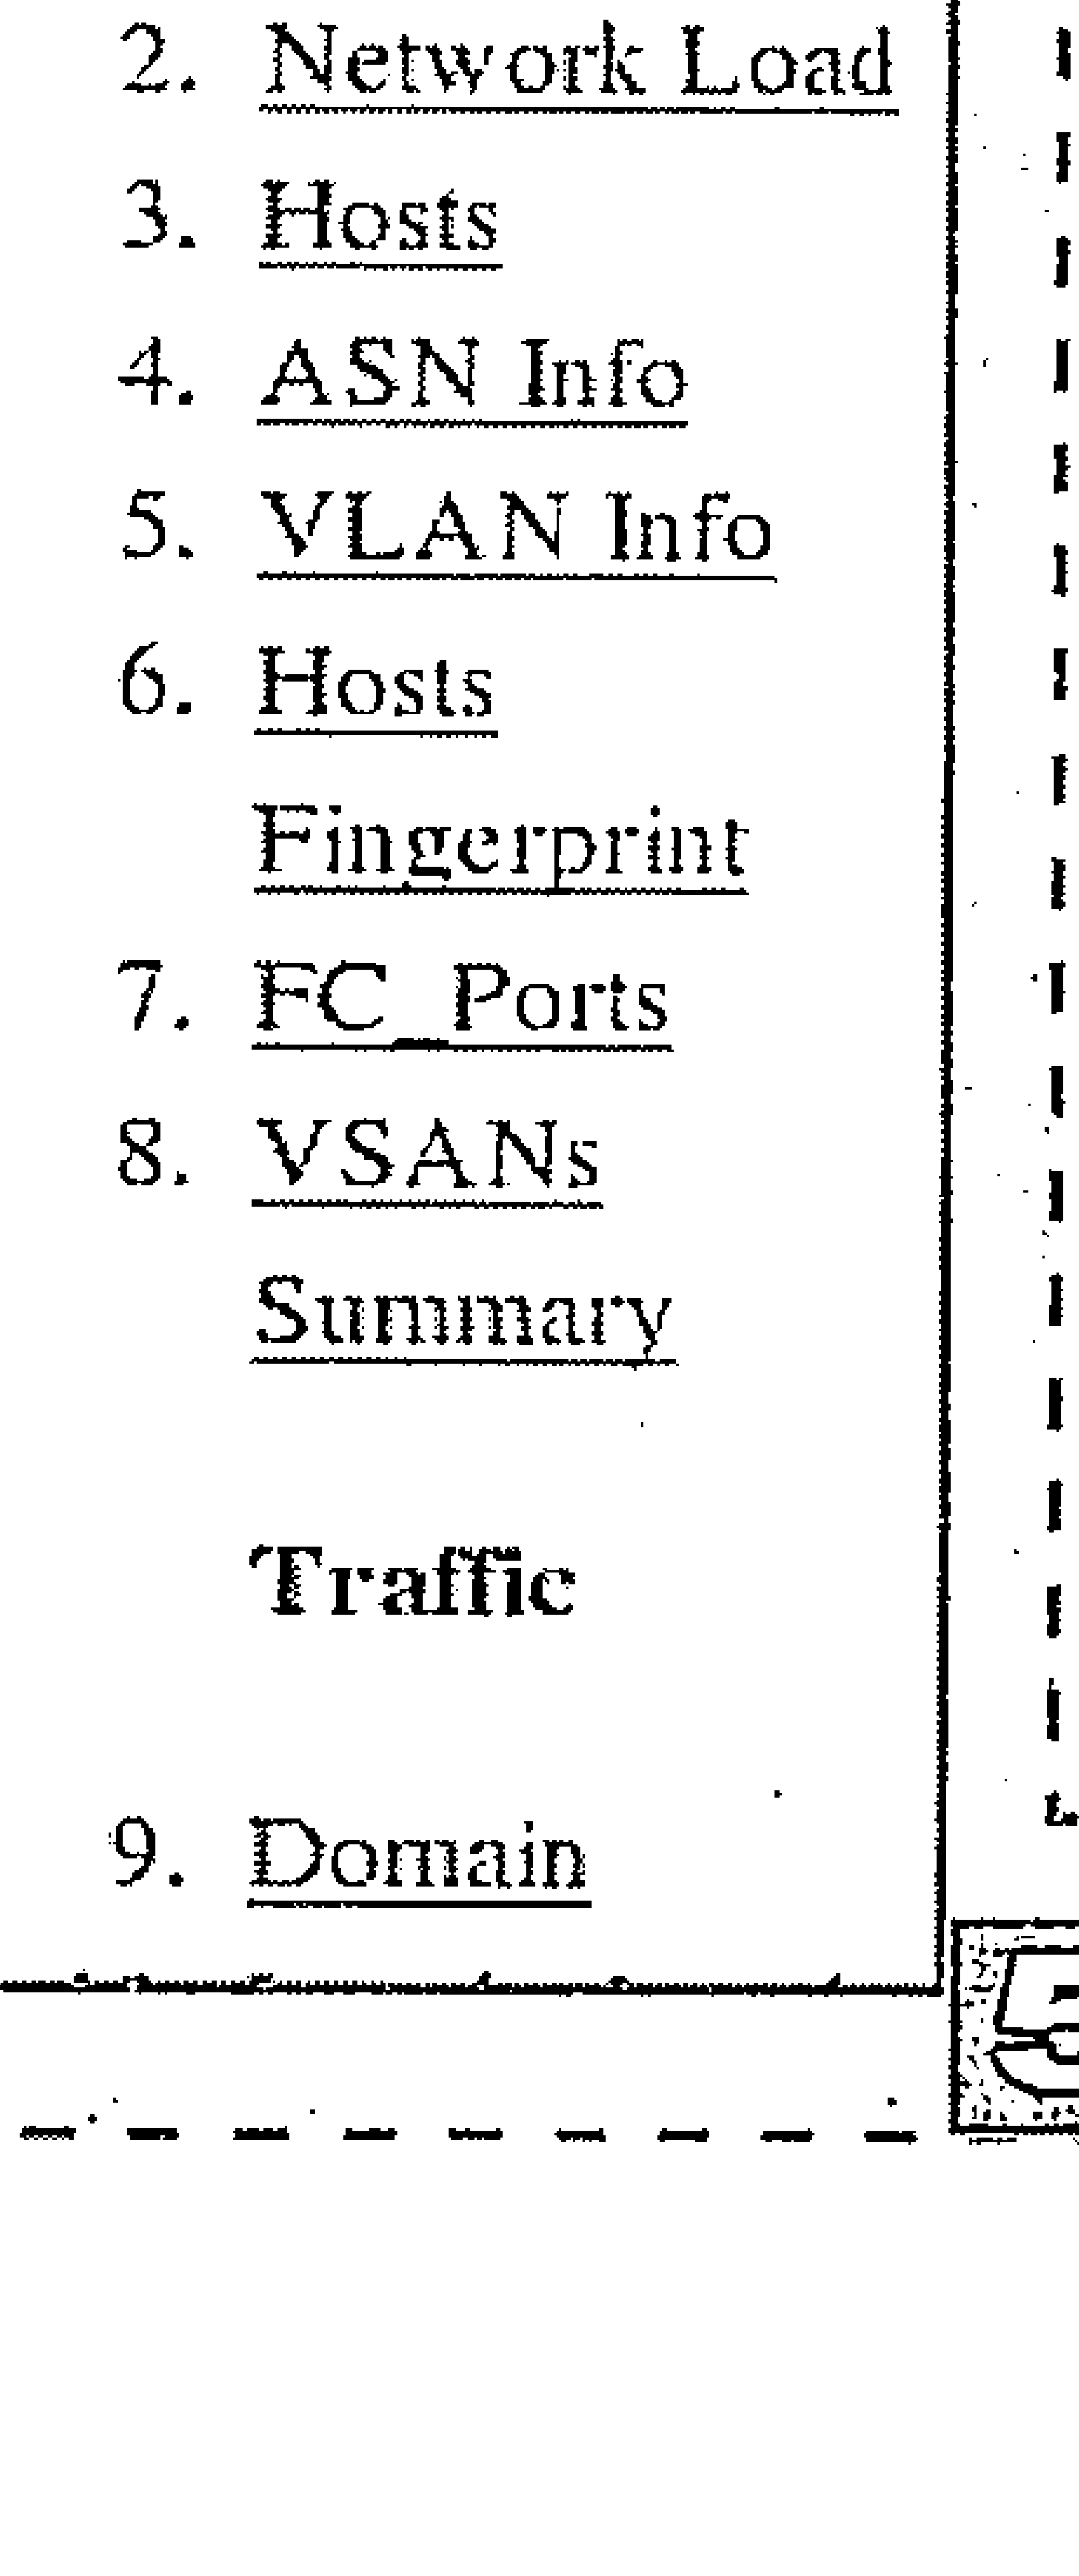 2. Network Load
3. Hosts
4. ASN Info
5. VLAN Info
6. Hosts
Fingerprint
7. FC_Ports
8. VSANs
Summary
Traffic
9. Domain